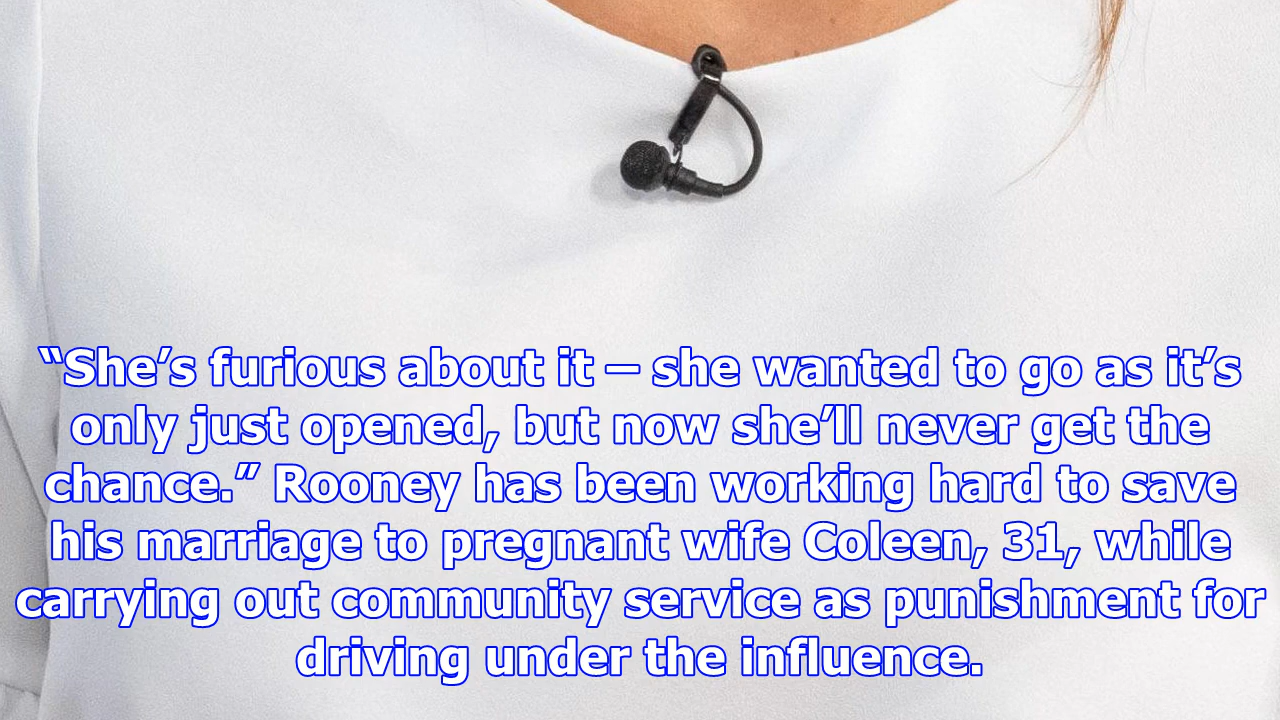 “She’s furious about it — she wanted to go as it’s
only just opened, but now she’ll never get the
chance.” Rooney has been working hard to save
his marriage to pregnant wife Coleen, 31, while
carrying out community service as punishment for
driving under the influence.